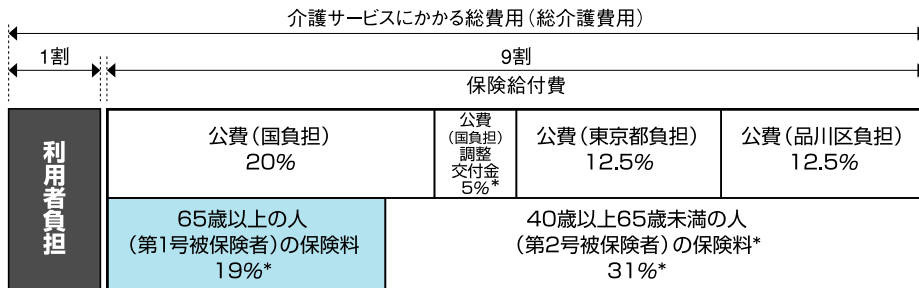 介護サービスにかかる総費用（総介護費用）
1割
9割
保険給付費
利用者負担
公費（国負担）
20%
公費
（国負担）
調整
交付金
5%*
公費（東京都負担）
12.5%
公費（品川区負担）
12.5%
65歳以上の人
（第1号被保険者）の保険料
19%*
40歳以上65歳未満の人
（第2号被保険者）の保険料*
31%*